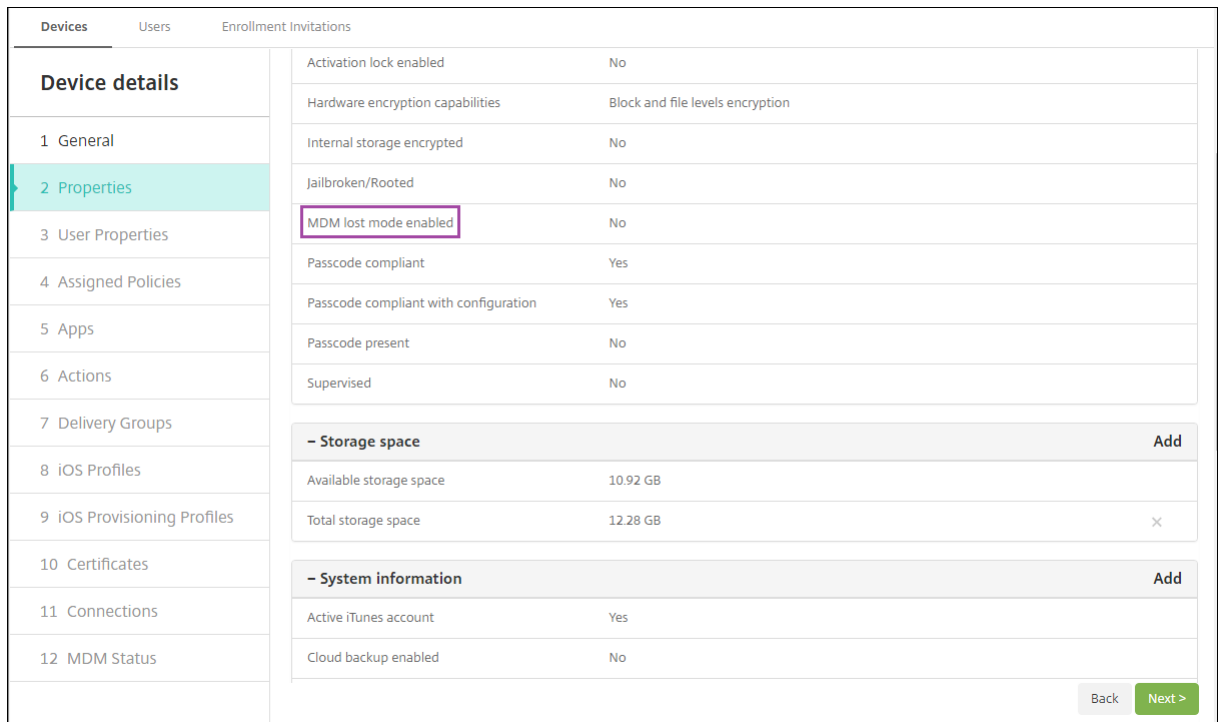 Devices Users Enrollment Invitations
Device details
1 General
2 Properties
3 User Properties
4 Assigned Policies
5 Apps
6 Actions
7 Delivery Groups
8 iOS Profiles
9 iOS Provisioning Profiles
10 Certificates
11 Connections
12 MDM Status
Activation lock enabled No
Hardware encryption capabilities Block and file levels encryption
Internal storage encrypted No
Jailbroken/Rooted No
MDM lost mode enabled No
Passcode compliant Yes
Passcode compliant with configuration Yes
Passcode present No
Supervised No
– Storage space Add
Available storage space 10.92 GB
Total storage space 12.28 GB ×
– System information Add
Active iTunes account Yes
Cloud backup enabled No
Back Next >